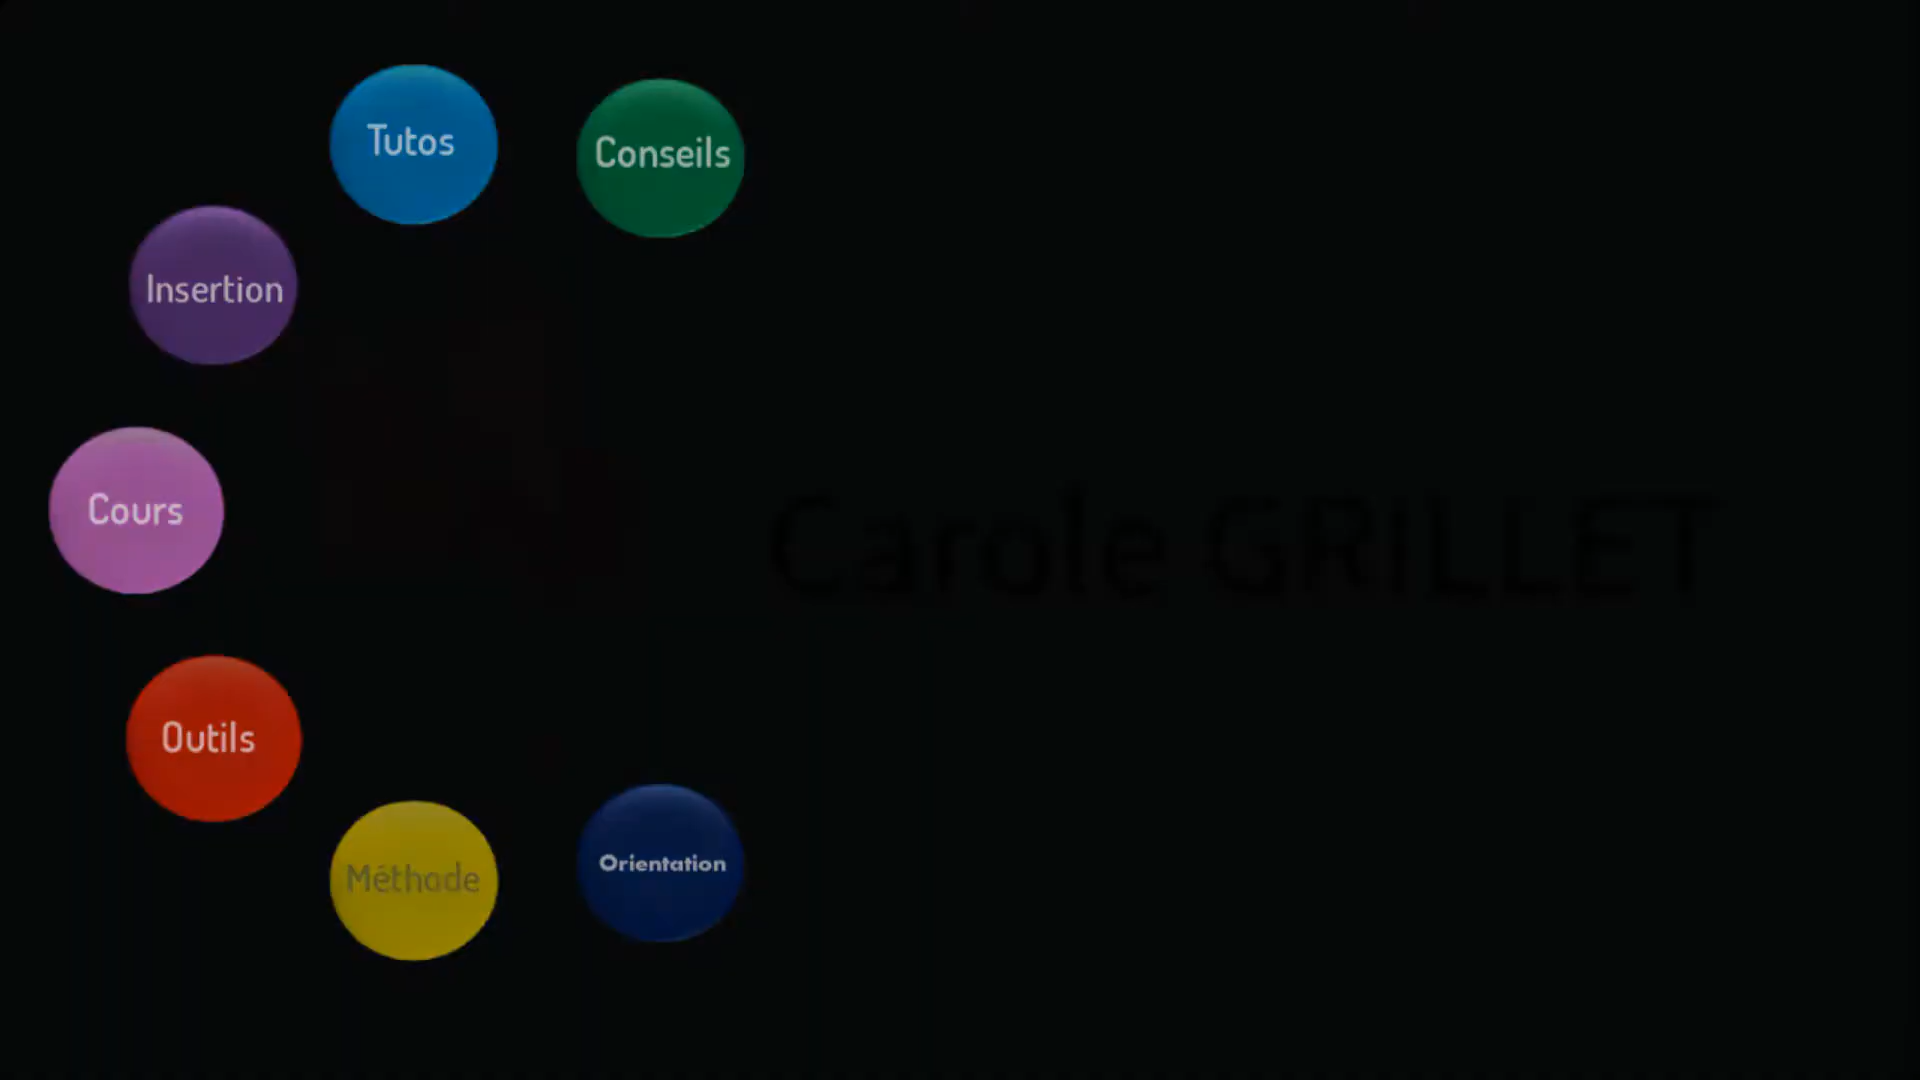 Tutos
Conseils
Insertion
Cours
Carole GRILLET
Outils
Méthode
Orientation